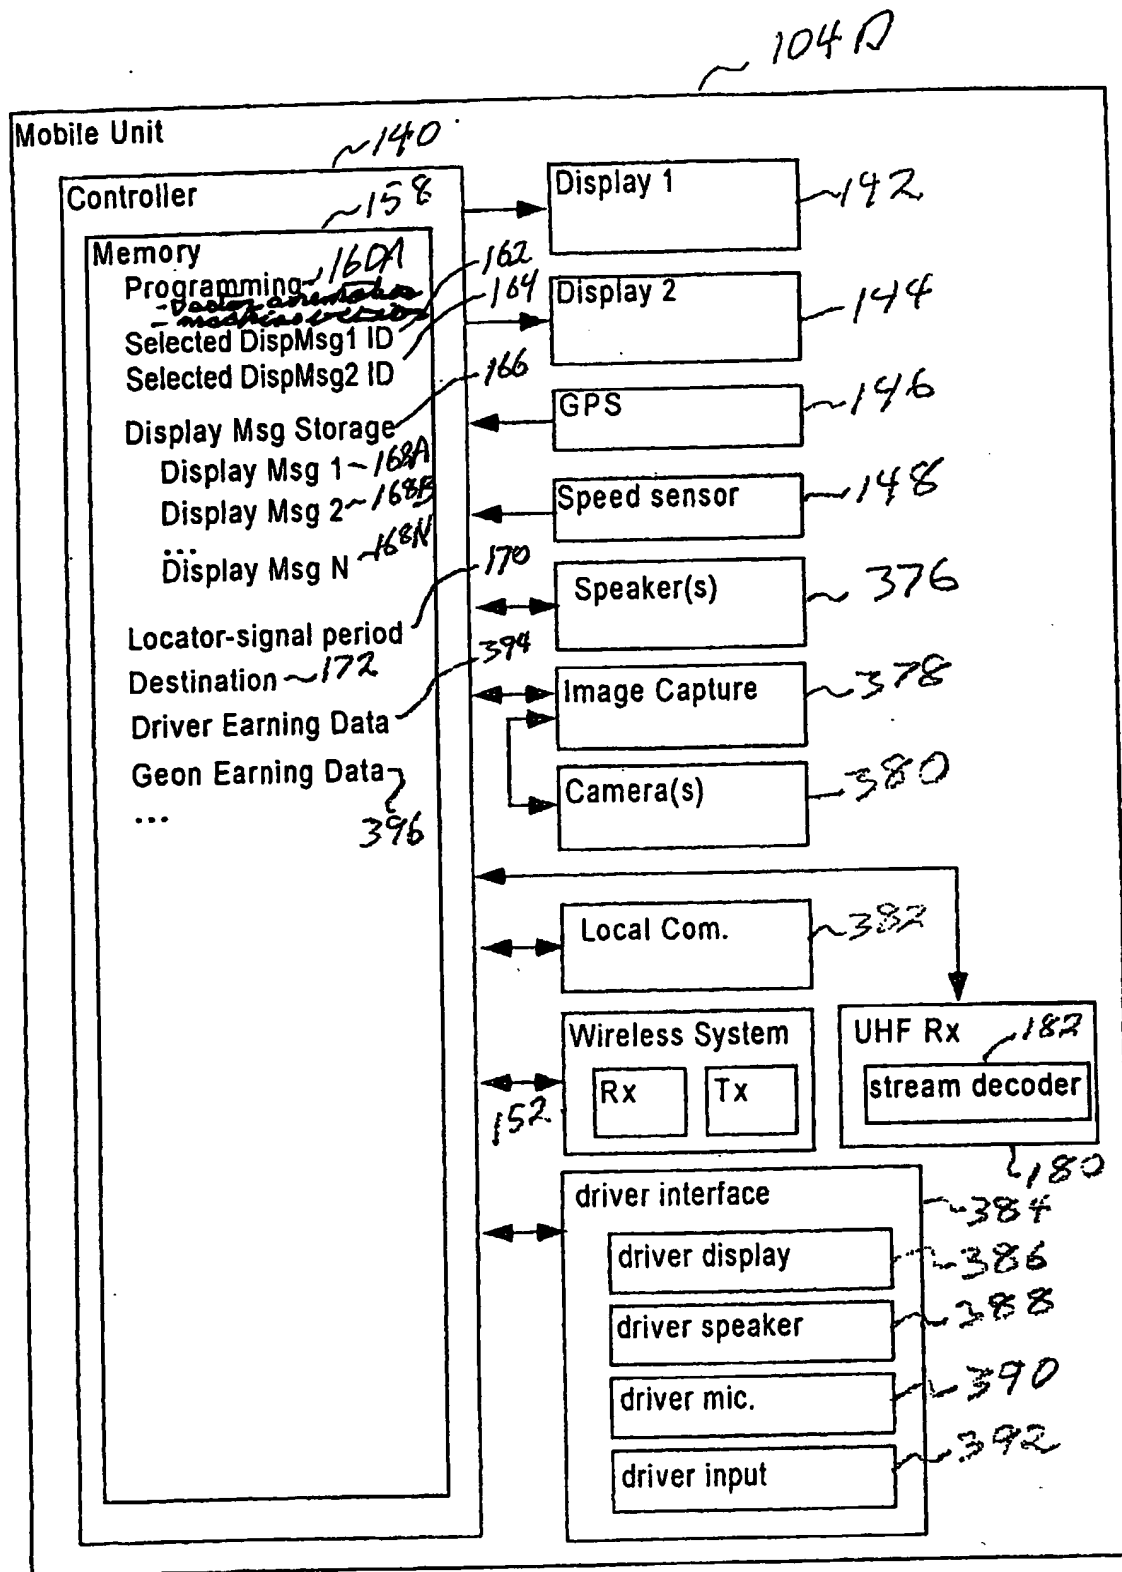 104D
Mobile Unit
140
Controller
158
Memory
Programming 160A
162
Selected DispMsg1 ID
164
Selected DispMsg2 ID
166
Display Msg Storage
Display Msg 1 168A
Display Msg 2 168B
...
Display Msg N 168N
170
Locator-signal period
Destination 172
394
Driver Earning Data
Geon Earning Data
...
396
Display 1
142
Display 2
144
GPS
146
Speed sensor
148
Speaker(s)
376
Image Capture
378
Camera(s)
380
Local Com.
382
Wireless System
Rx
Tx
152
UHF Rx
182
stream decoder
180
driver interface
384
driver display
386
driver speaker
388
driver mic.
390
driver input
392